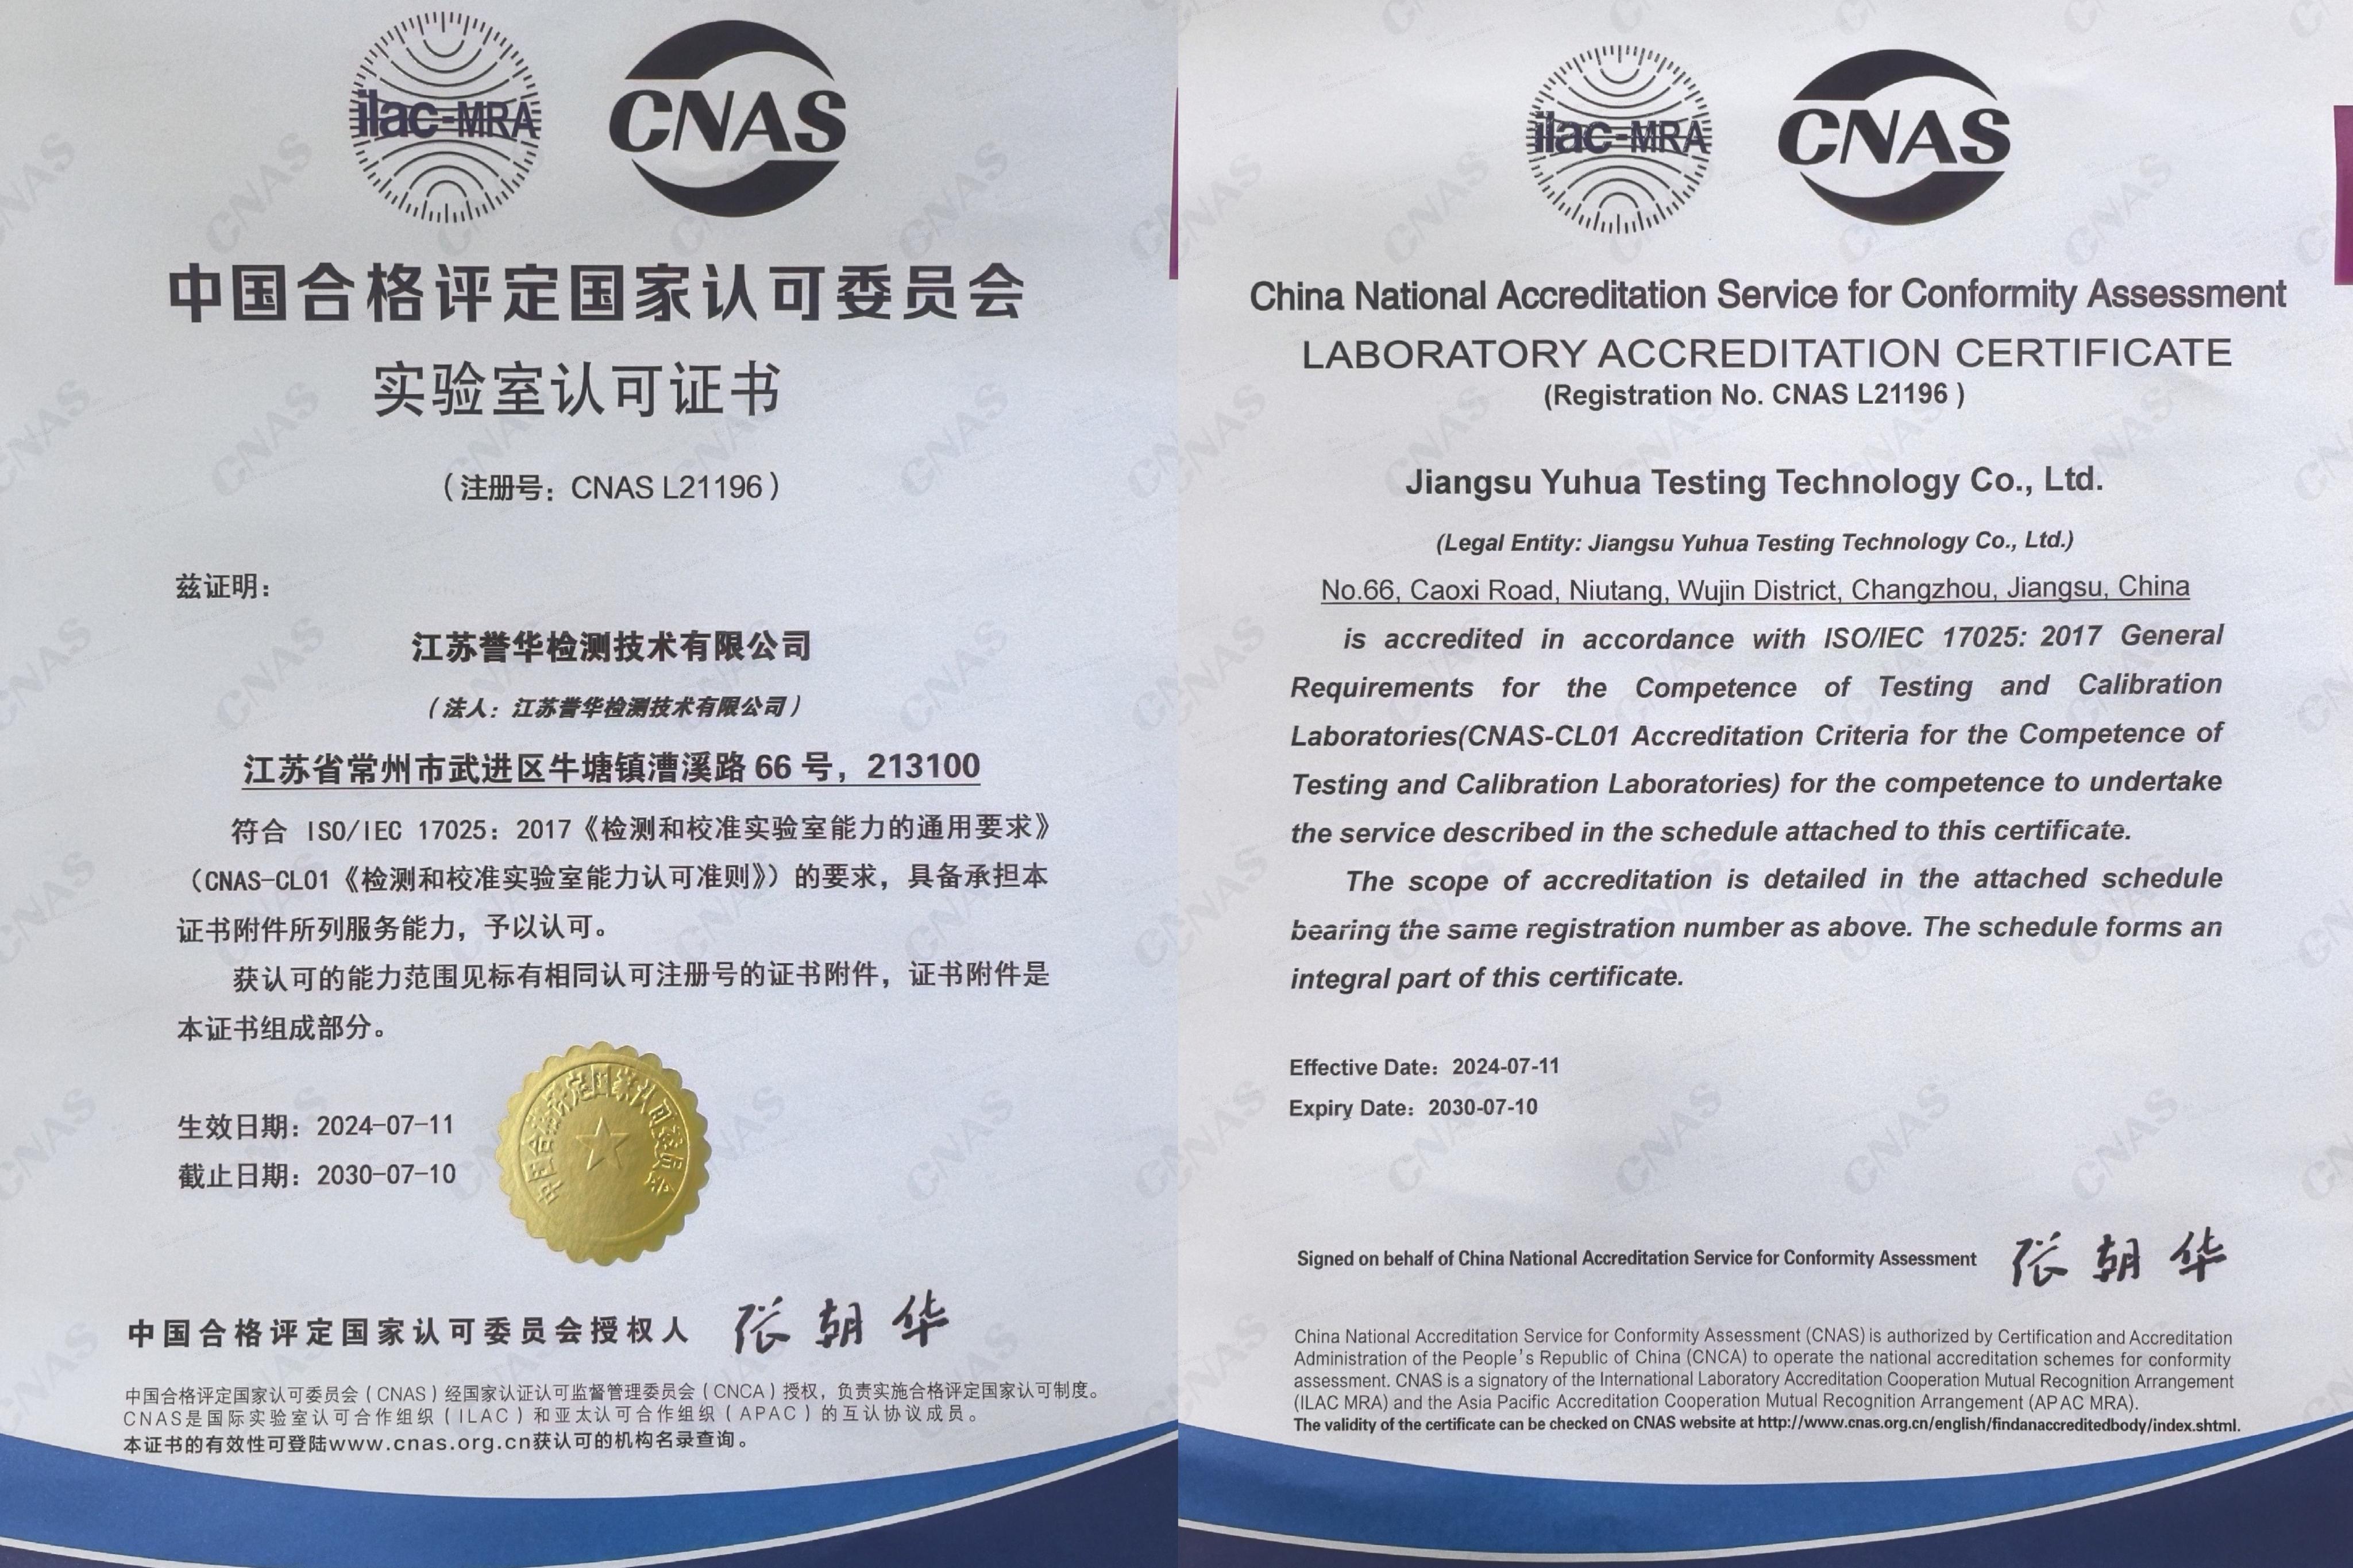 ilac-MRA
CNAS
中国合格评定国家认可委员会
实验室认可证书
（注册号：CNAS L21196）
兹证明：
江苏誉华检测技术有限公司
（法人：江苏誉华检测技术有限公司）
江苏省常州市武进区牛塘镇漕溪路 66 号，213100
符合 ISO/IEC 17025：2017《检测和校准实验室能力的通用要求》
（CNAS-CL01《检测和校准实验室能力认可准则》）的要求，具备承担本
证书附件所列服务能力，予以认可。
获认可的能力范围见标有相同认可注册号的证书附件，证书附件是
本证书组成部分。
生效日期：2024-07-11
截止日期：2030-07-10
中国合格评定国家认可委员会
中国合格评定国家认可委员会授权人 张朝华
中国合格评定国家认可委员会（CNAS）经国家认证认可监督管理委员会（CNCA）授权，负责实施合格评定国家认可制度。
CNAS是国际实验室认可合作组织（ILAC）和亚太认可合作组织（APAC）的互认协议成员。
本证书的有效性可登陆www.cnas.org.cn获认可的机构名录查询。
ilac-MRA
CNAS
China National Accreditation Service for Conformity Assessment
LABORATORY ACCREDITATION CERTIFICATE
(Registration No. CNAS L21196 )
Jiangsu Yuhua Testing Technology Co., Ltd.
(Legal Entity: Jiangsu Yuhua Testing Technology Co., Ltd.)
No.66, Caoxi Road, Niutang, Wujin District, Changzhou, Jiangsu, China
is accredited in accordance with ISO/IEC 17025: 2017 General
Requirements for the Competence of Testing and Calibration
Laboratories(CNAS-CL01 Accreditation Criteria for the Competence of
Testing and Calibration Laboratories) for the competence to undertake
the service described in the schedule attached to this certificate.
The scope of accreditation is detailed in the attached schedule
bearing the same registration number as above. The schedule forms an
integral part of this certificate.
Effective Date: 2024-07-11
Expiry Date: 2030-07-10
Signed on behalf of China National Accreditation Service for Conformity Assessment 张朝华
China National Accreditation Service for Conformity Assessment (CNAS) is authorized by Certification and Accreditation
Administration of the People's Republic of China (CNCA) to operate the national accreditation schemes for conformity
assessment. CNAS is a signatory of the International Laboratory Accreditation Cooperation Mutual Recognition Arrangement
(ILAC MRA) and the Asia Pacific Accreditation Cooperation Mutual Recognition Arrangement (APAC MRA).
The validity of the certificate can be checked on CNAS website at http://www.cnas.org.cn/english/findanaccreditedbody/index.shtml.